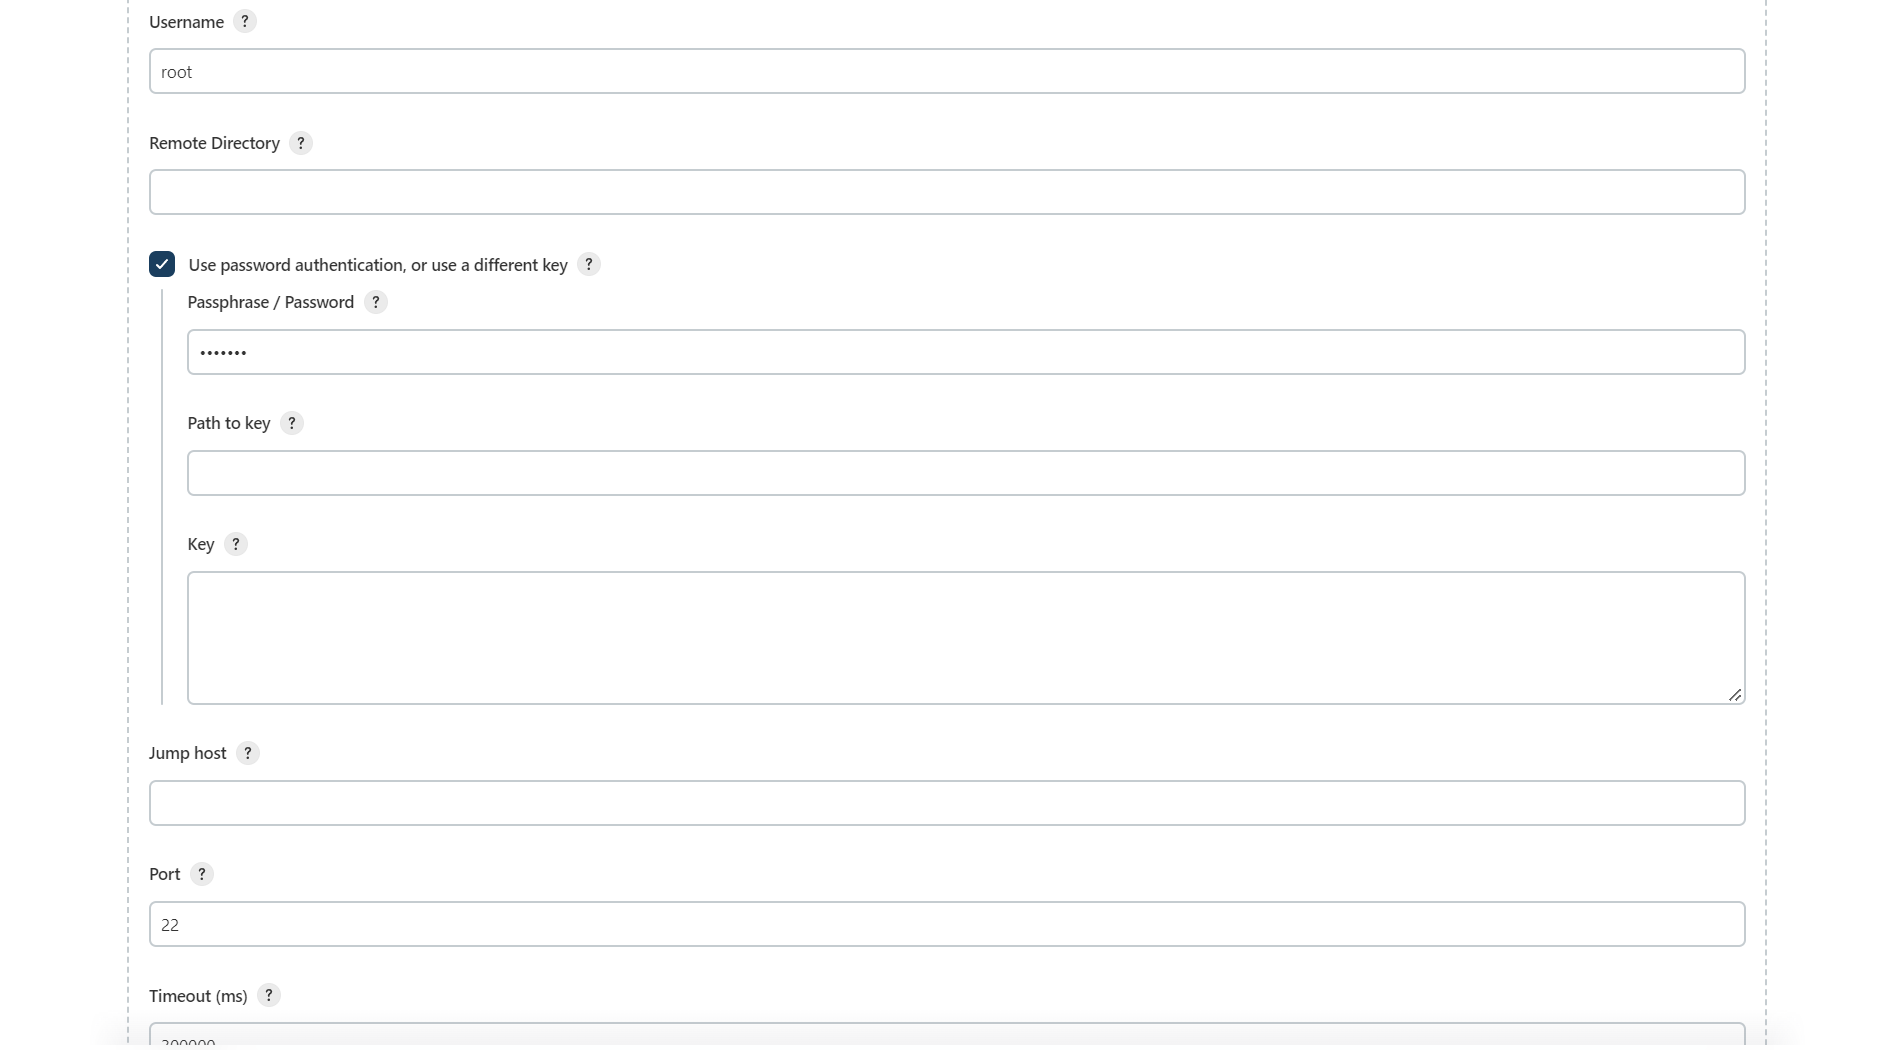 Username ?
root
Remote Directory ?
Use password authentication, or use a different key ?
Passphrase / Password ?
•••••••
Path to key ?
Key ?
Jump host ?
Port ?
22
Timeout (ms) ?
300000